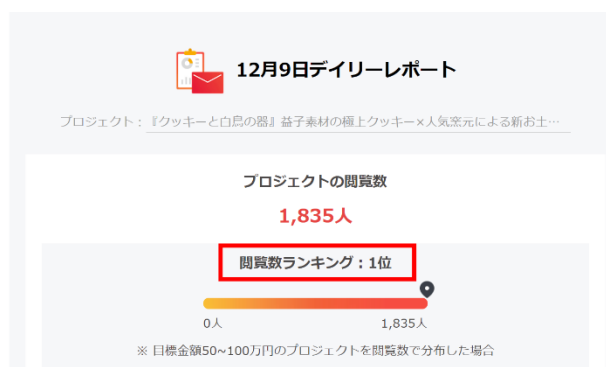 12月9日デイリーレポート
プロジェクト：『クッキーと白鳥の器』益子素材の極上クッキー×人気窯元による新お土…
プロジェクトの閲覧数
1,835人
閲覧数ランキング：1位
0人 1,835人
※ 目標金額50~100万円のプロジェクトを閲覧数で分布した場合